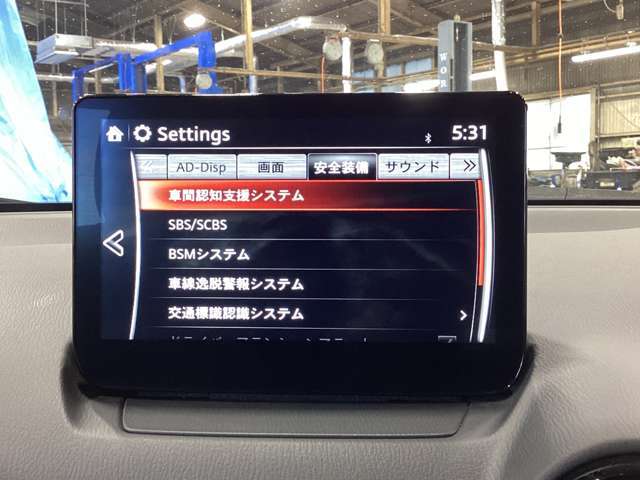 Settings
5:31
AD-Disp 画面 安全装備 サウンド
車間認知支援システム
SBS/SCBS
BSMシステム
車線逸脱警報システム
交通標識認識システム